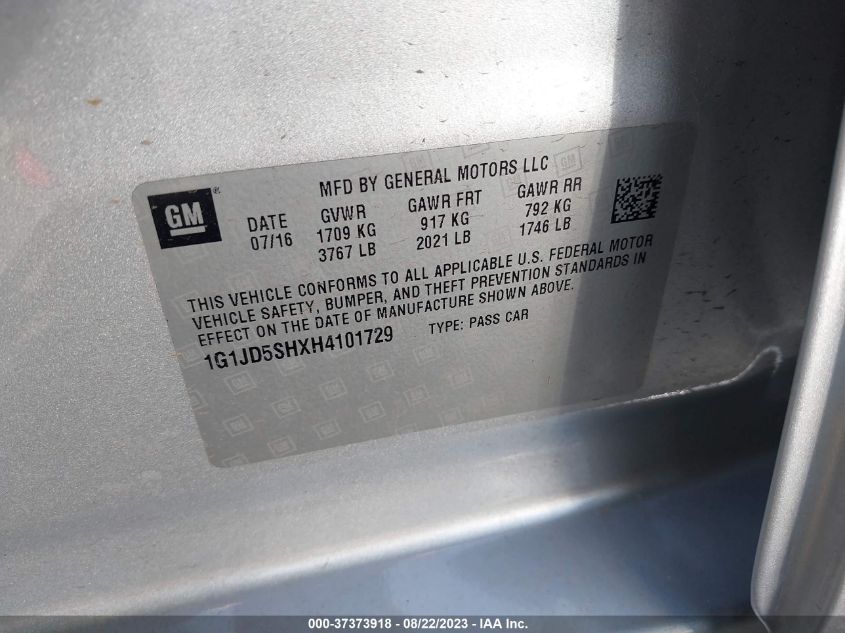 GM
MFD BY GENERAL MOTORS LLC
DATE GVWR GAWR FRT GAWR RR
07/16 1709 KG 917 KG 792 KG
3767 LB 2021 LB 1746 LB
THIS VEHICLE CONFORMS TO ALL APPLICABLE U.S. FEDERAL MOTOR
VEHICLE SAFETY, BUMPER, AND THEFT PREVENTION STANDARDS IN
EFFECT ON THE DATE OF MANUFACTURE SHOWN ABOVE.
1G1JD5SHXH4101729 TYPE: PASS CAR
000-37373918 - 08/22/2023 - IAA Inc.